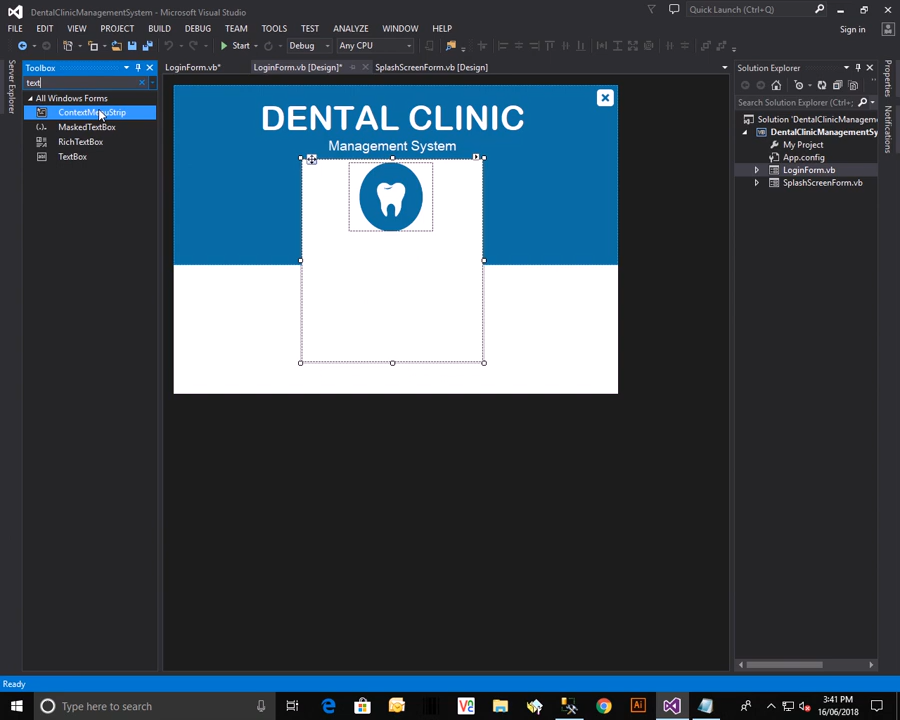 DentalClinicManagementSystem - Microsoft Visual Studio
Quick Launch (Ctrl+Q)
FILE EDIT VIEW PROJECT BUILD DEBUG TEAM TOOLS TEST ANALYZE WINDOW HELP
Sign in
Start Debug Any CPU
Server Explorer
Toolbox
text
All Windows Forms
ContextMenuStrip
MaskedTextBox
RichTextBox
TextBox
LoginForm.vb* LoginForm.vb [Design]* SplashScreenForm.vb [Design]
DENTAL CLINIC
Management System
Solution Explorer
Search Solution Explorer (Ctrl+;)
Solution 'DentalClinicManageme
DentalClinicManagementSy
My Project
App.config
LoginForm.vb
SplashScreenForm.vb
Properties
Notifications
Ready
Type here to search
Ai
3:41 PM
16/06/2018